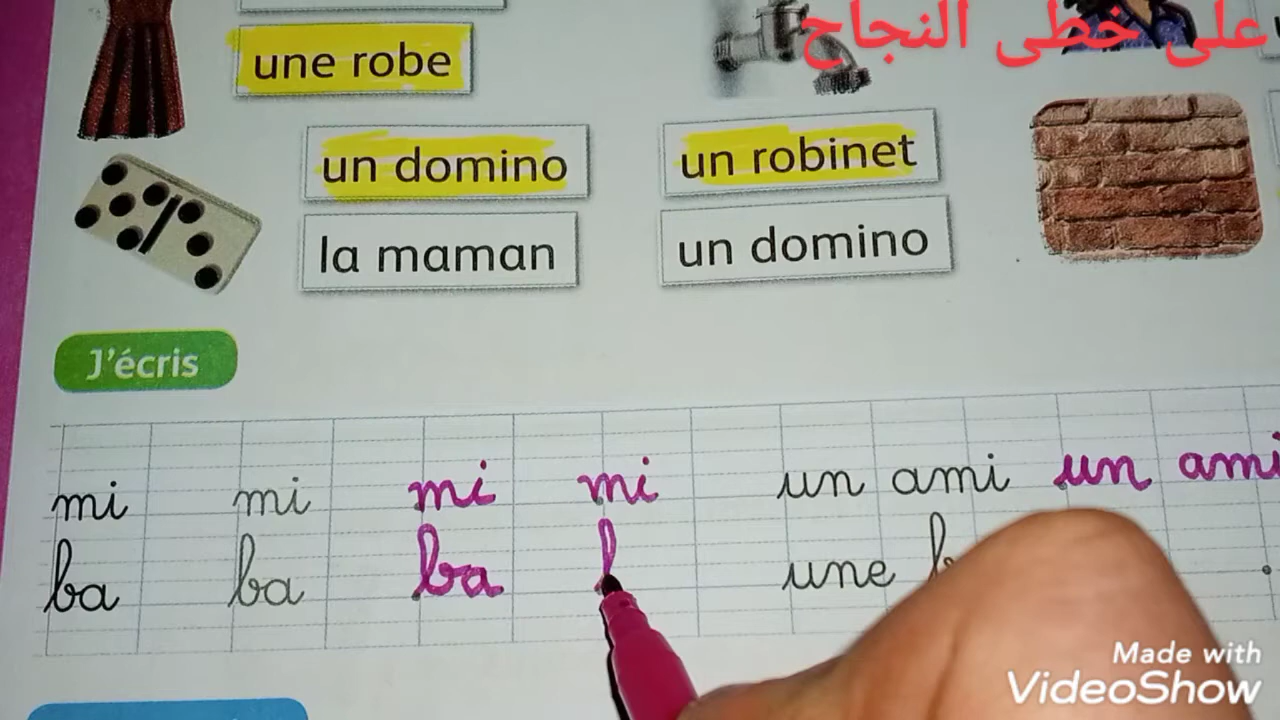 على خطى النجاح
une robe
un domino
un robinet
la maman
un domino
J'écris
mi mi mi mi un ami un ami
ba ba ba une
Made with
VideoShow